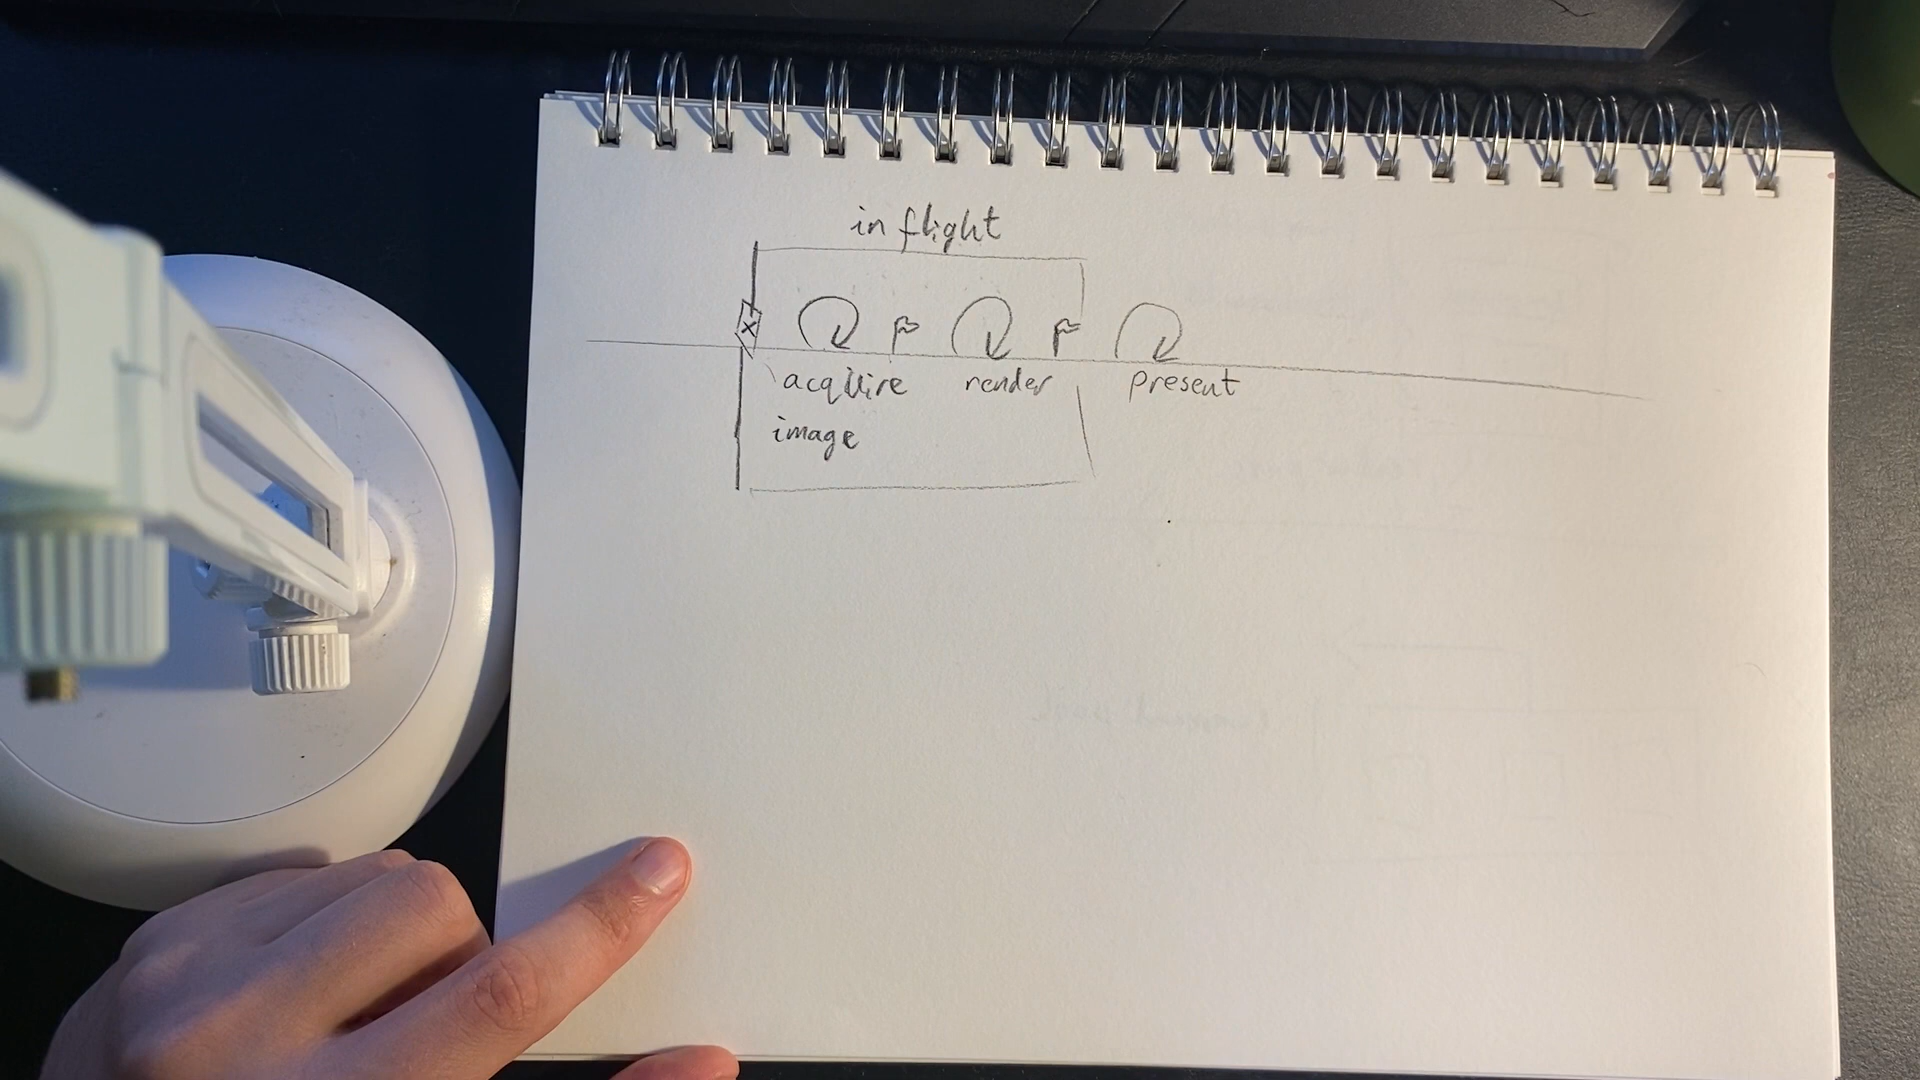 in flight
x
acquire render present
image